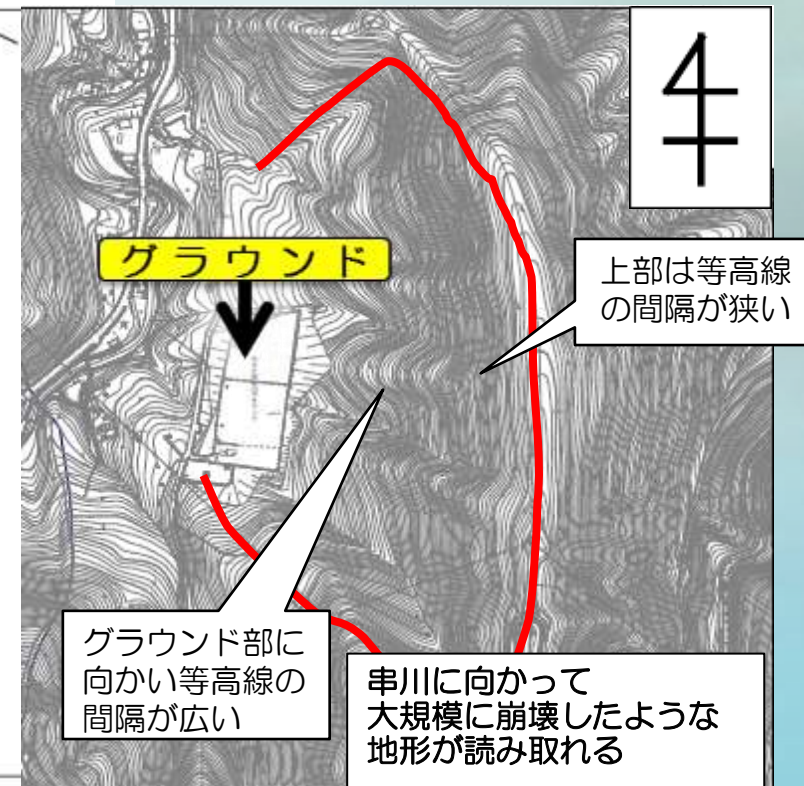 グラウンド
上部は等高線
の間隔が狭い
グラウンド部に
向かい等高線の
間隔が広い
串川に向かって
大規模に崩壊したような
地形が読み取れる